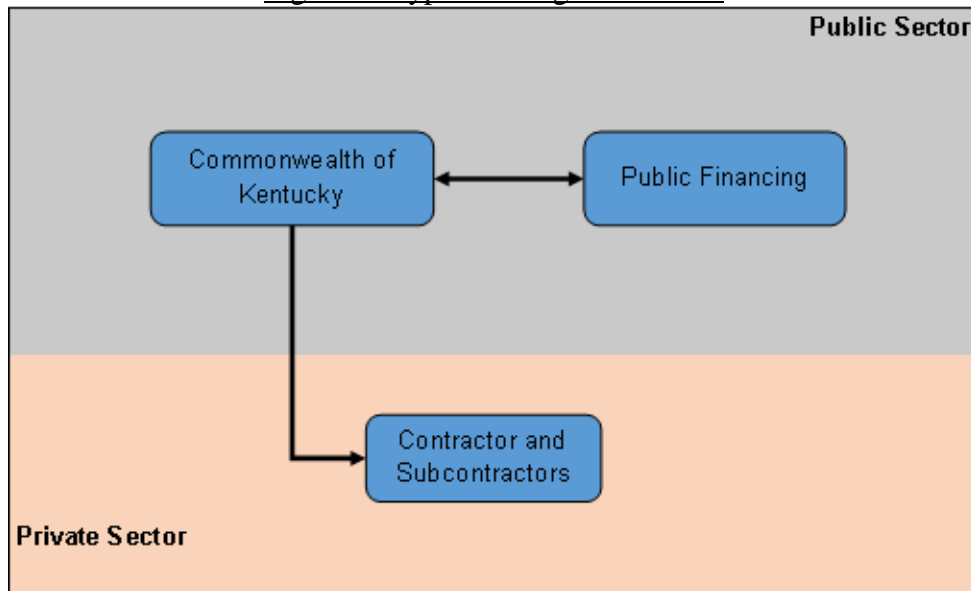 Public Sector
Commonwealth of
Kentucky
Public Financing
Contractor and
Subcontractors
Private Sector